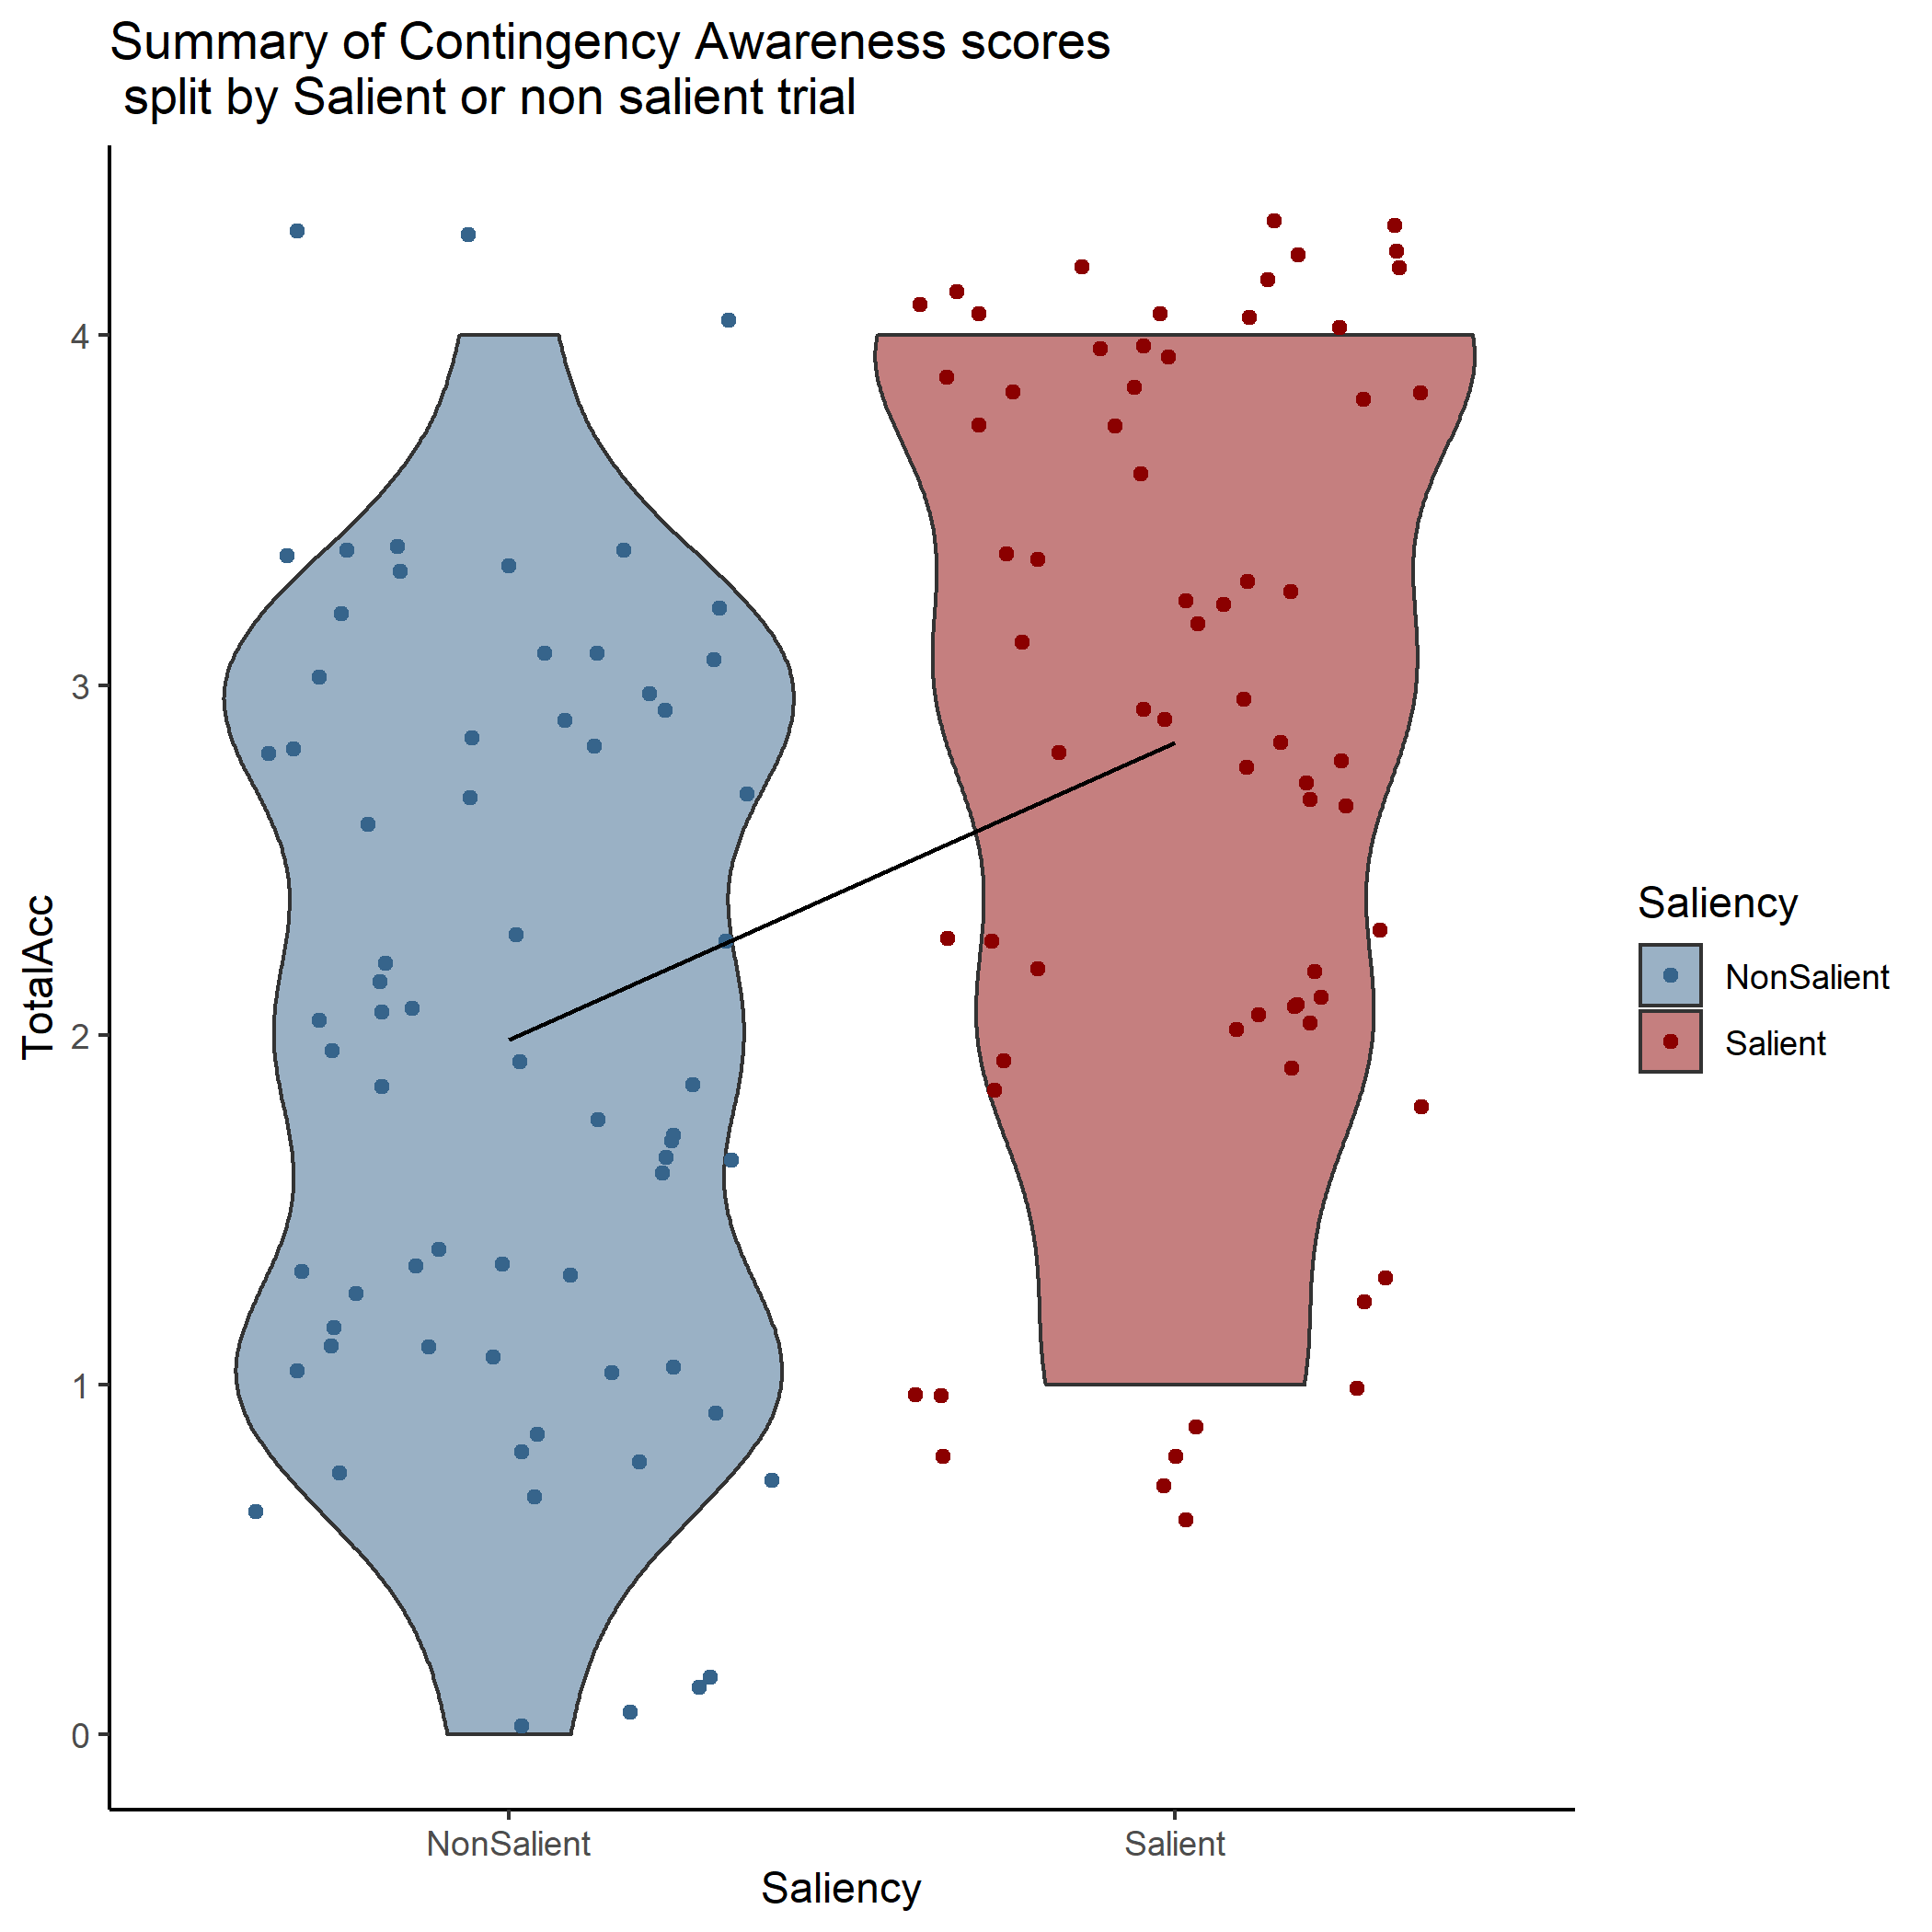 Summary of Contingency Awareness scores
split by Salient or non salient trial
TotalAcc
4
3
2
1
0
NonSalient
Salient
Saliency
Saliency
NonSalient
Salient